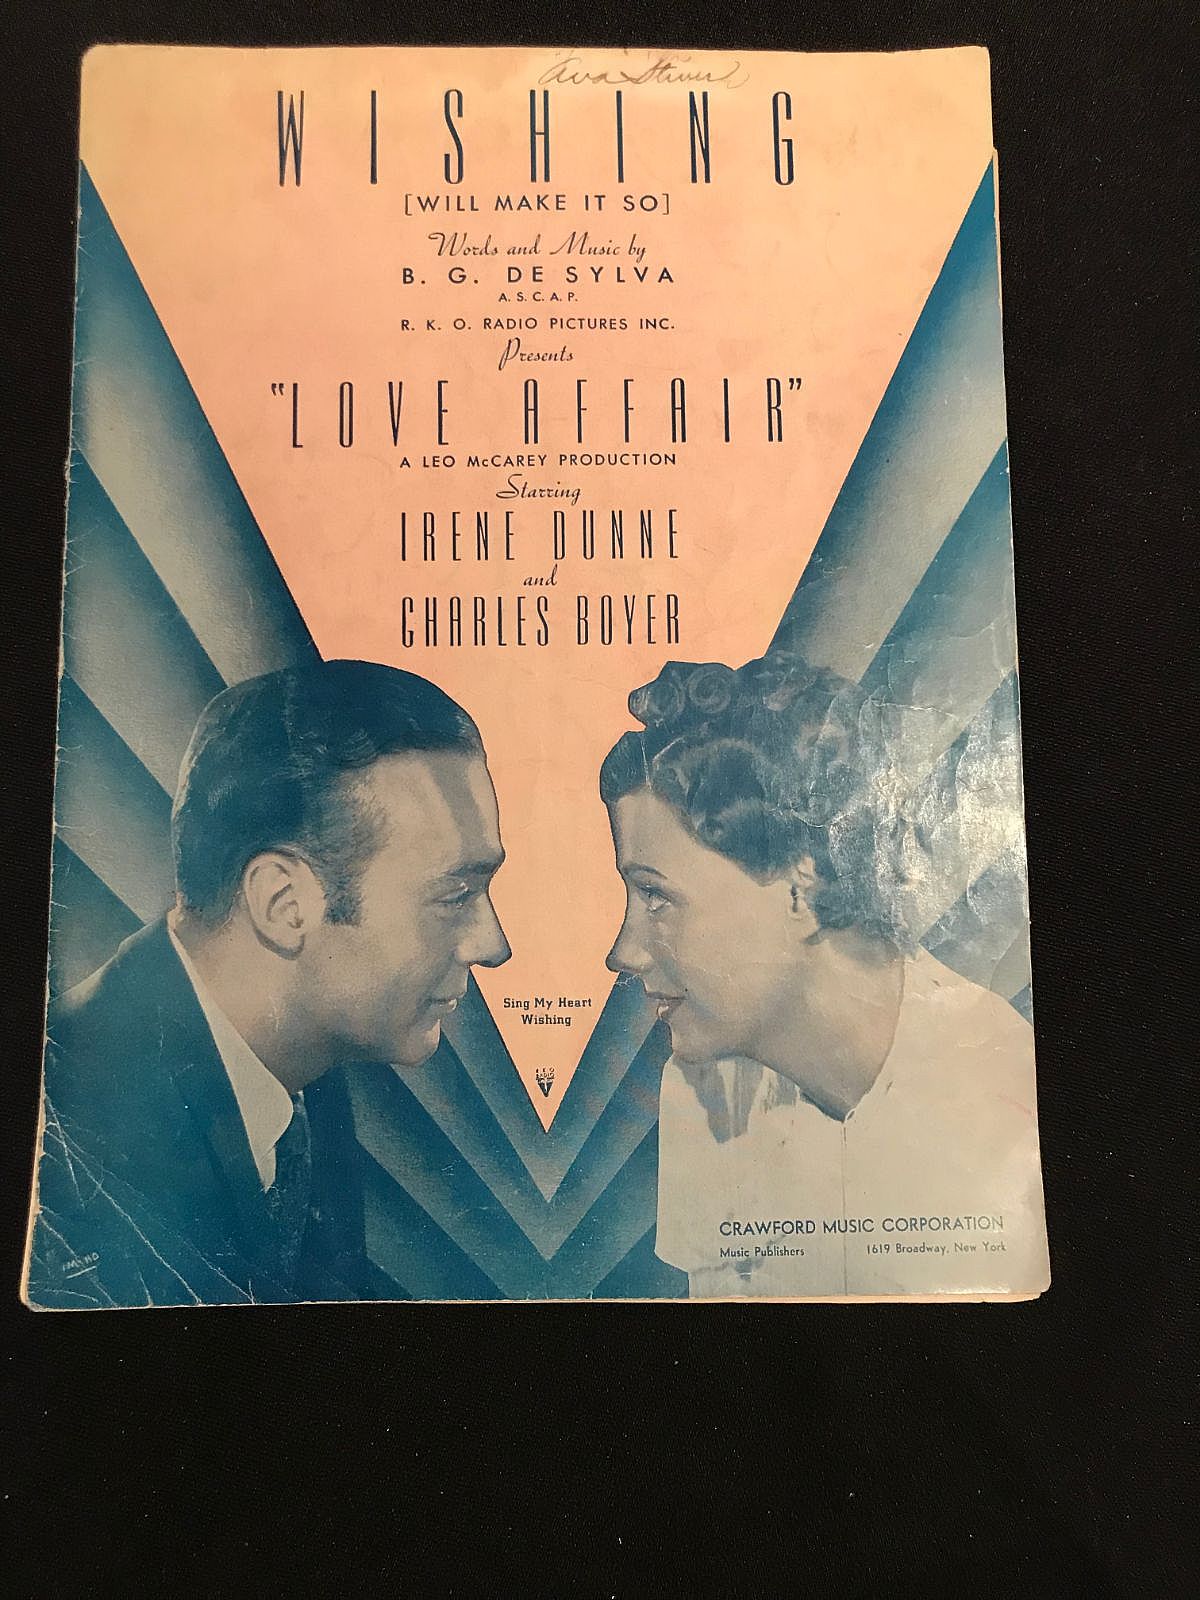 Ava
WISHING
[WILL MAKE IT SO]
Words and Music by
B. G. DE SYLVA
A. S. C. A. P.
R. K. O. RADIO PICTURES INC.
Presents
"LOVE AFFAIR"
A LEO McCAREY PRODUCTION
Starring
IRENE DUNNE
and
CHARLES BOYER
Sing My Heart
Wishing
RADIO
CRAWFORD MUSIC CORPORATION
Music Publishers 1619 Broadway, New York